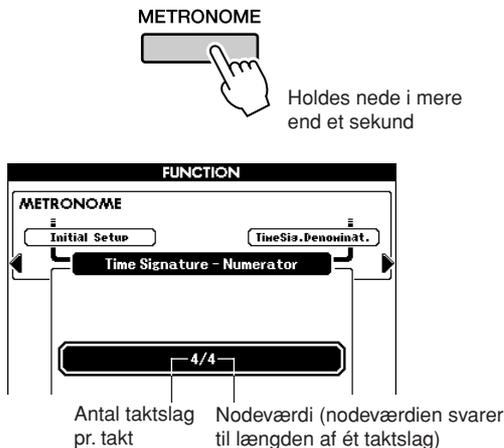 METRONOME
Holdes nede i mere
end et sekund
FUNCTION
METRONOME
Initial Setup
TimeSig.Denominat.
Time Signature - Numerator
4/4
Antal taktslag
pr. takt
Nodeværdi (nodeværdien svarer
til længden af ét taktslag)